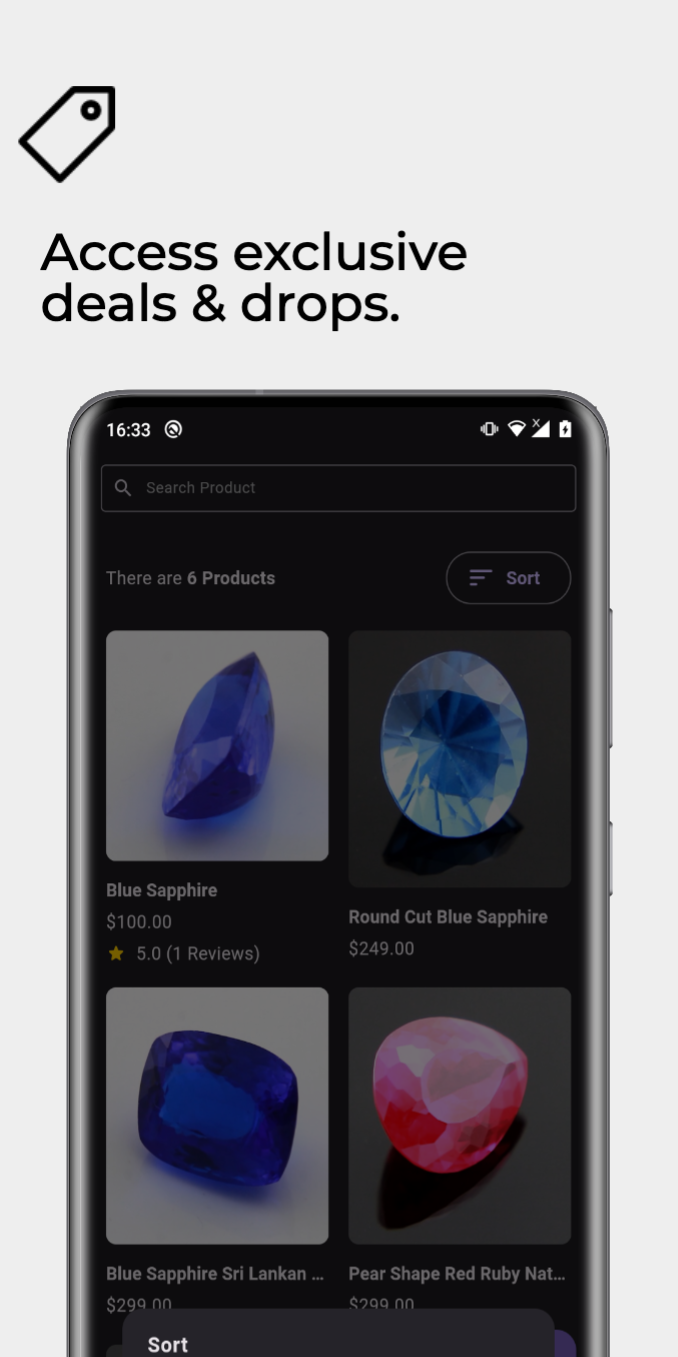 Access exclusive
deals & drops.
16:33
Search Product
There are 6 Products
Sort
Blue Sapphire
$100.00
5.0 (1 Reviews)
Round Cut Blue Sapphire
$249.00
Blue Sapphire Sri Lankan ...
$299.00
Pear Shape Red Ruby Nat...
$299.00
Sort